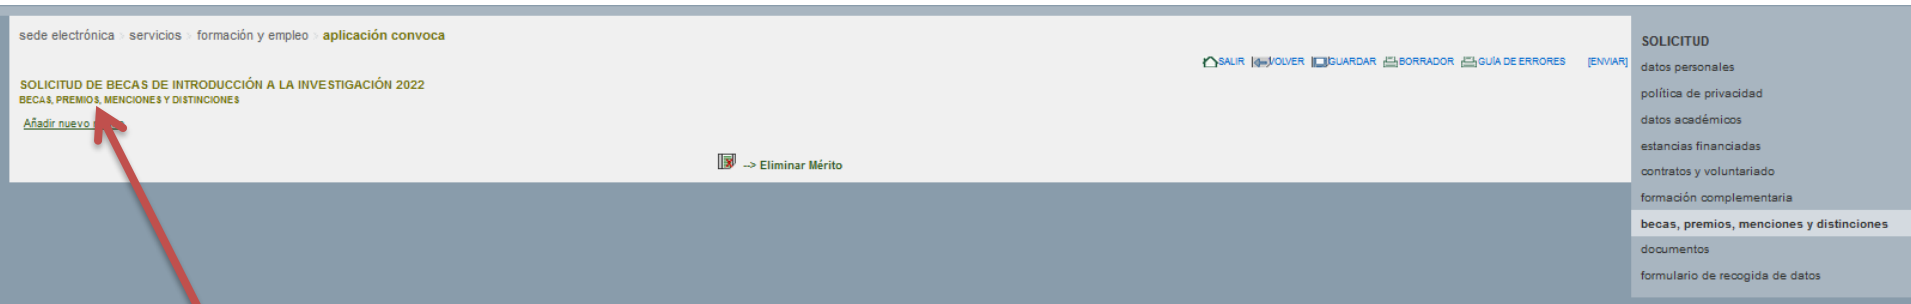 sede electrónica > servicios > formación y empleo > aplicación convoca
SALIR VOLVER GUARDAR BORRADOR GUÍA DE ERRORES [ENVIAR]
SOLICITUD DE BECAS DE INTRODUCCIÓN A LA INVESTIGACIÓN 2022
BECAS, PREMIOS, MENCIONES Y DISTINCIONES
Añadir nuevo
--> Eliminar Mérito
SOLICITUD
datos personales
política de privacidad
datos académicos
estancias financiadas
contratos y voluntariado
formación complementaria
becas, premios, menciones y distinciones
documentos
formulario de recogida de datos